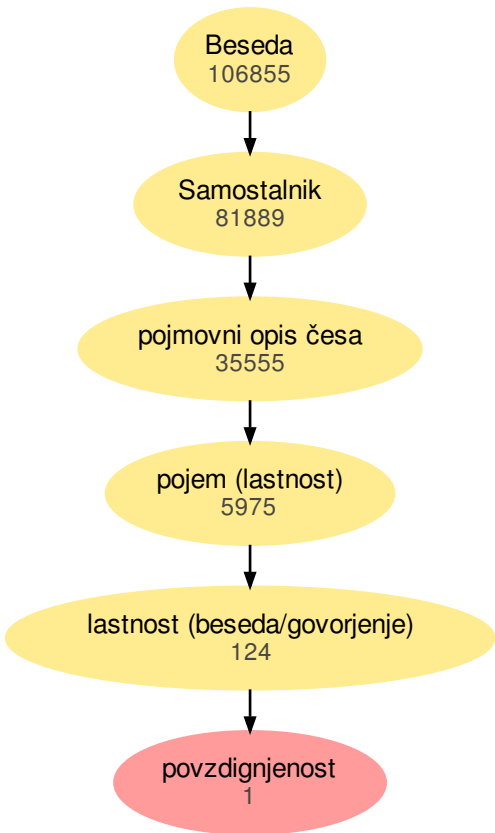 Beseda
106855
Samostalnik
81889
pojmovni opis česa
35555
pojem (lastnost)
5975
lastnost (beseda/govorjenje)
124
povzdignjenost
1